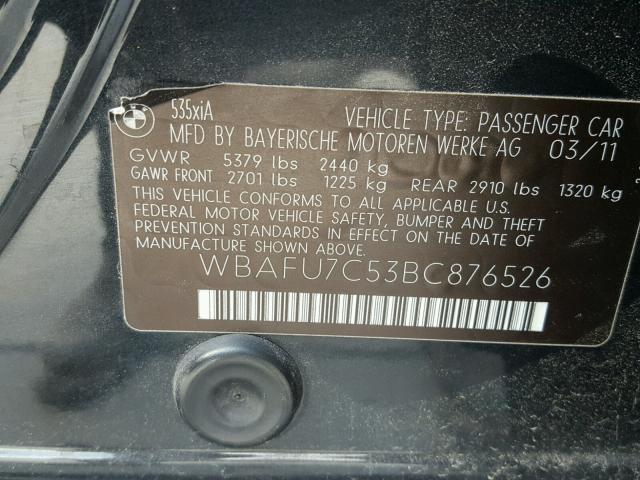 535xiA
VEHICLE TYPE: PASSENGER CAR
MFD BY BAYERISCHE MOTOREN WERKE AG 03/11
GVWR 5379 lbs 2440 kg
GAWR FRONT 2701 lbs 1225 kg REAR 2910 lbs 1320 kg
THIS VEHICLE CONFORMS TO ALL APPLICABLE U.S.
FEDERAL MOTOR VEHICLE SAFETY, BUMPER AND THEFT
PREVENTION STANDARDS IN EFFECT ON THE DATE OF
MANUFACTURE SHOWN ABOVE.
WBAFU7C53BC876526